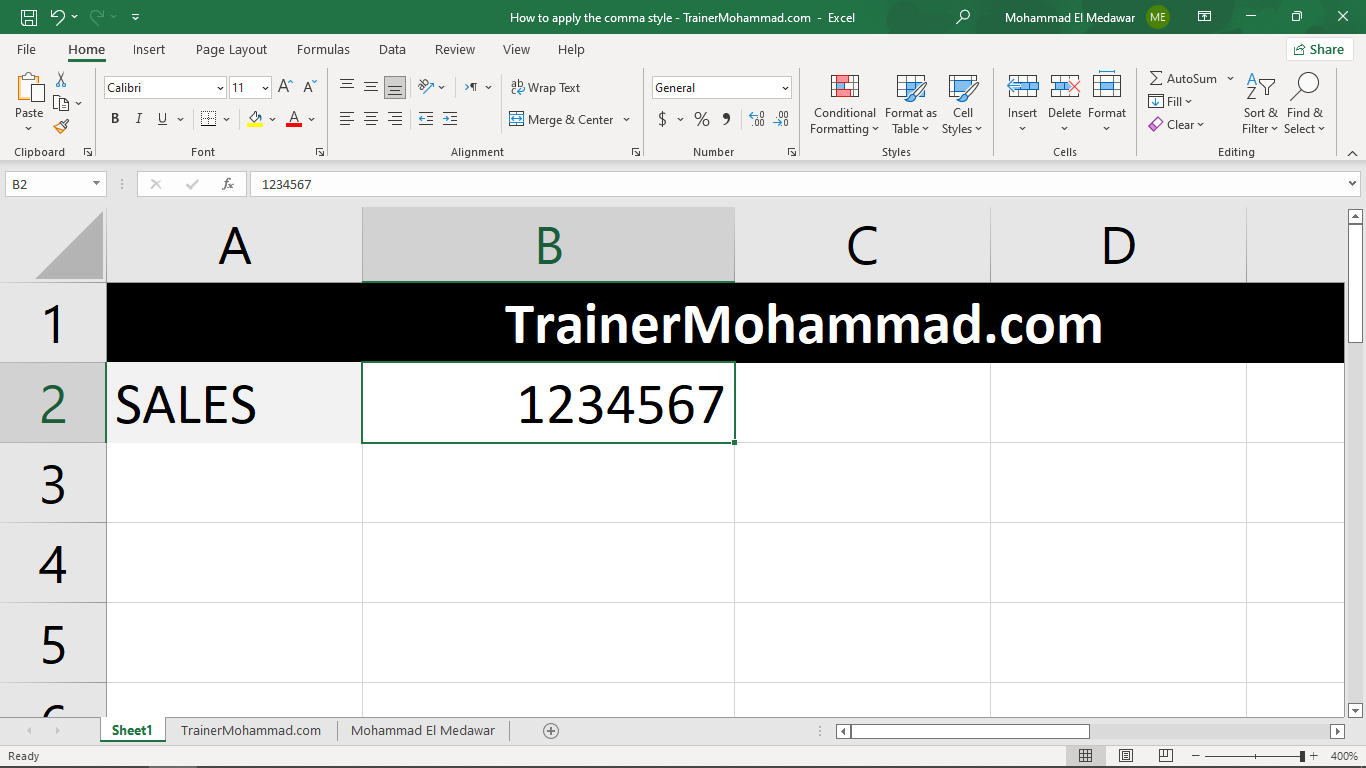 How to apply the comma style - TrainerMohammad.com - Excel
Mohammad El Medawar ME
File Home Insert Page Layout Formulas Data Review View Help Share
Paste
Clipboard
Calibri 11
B I U A
Font
Wrap Text
Merge & Center
Alignment
General
$ % 9
Number
Conditional Formatting
Format as Table
Cell Styles
Styles
Insert
Delete
Format
Cells
AutoSum
Fill
Clear
Sort & Filter
Find & Select
Editing
B2 fx 1234567
A B C D
1 TrainerMohammad.com
2 SALES 1234567
3
4
5
6
Sheet1 TrainerMohammad.com Mohammad El Medawar
Ready 400%